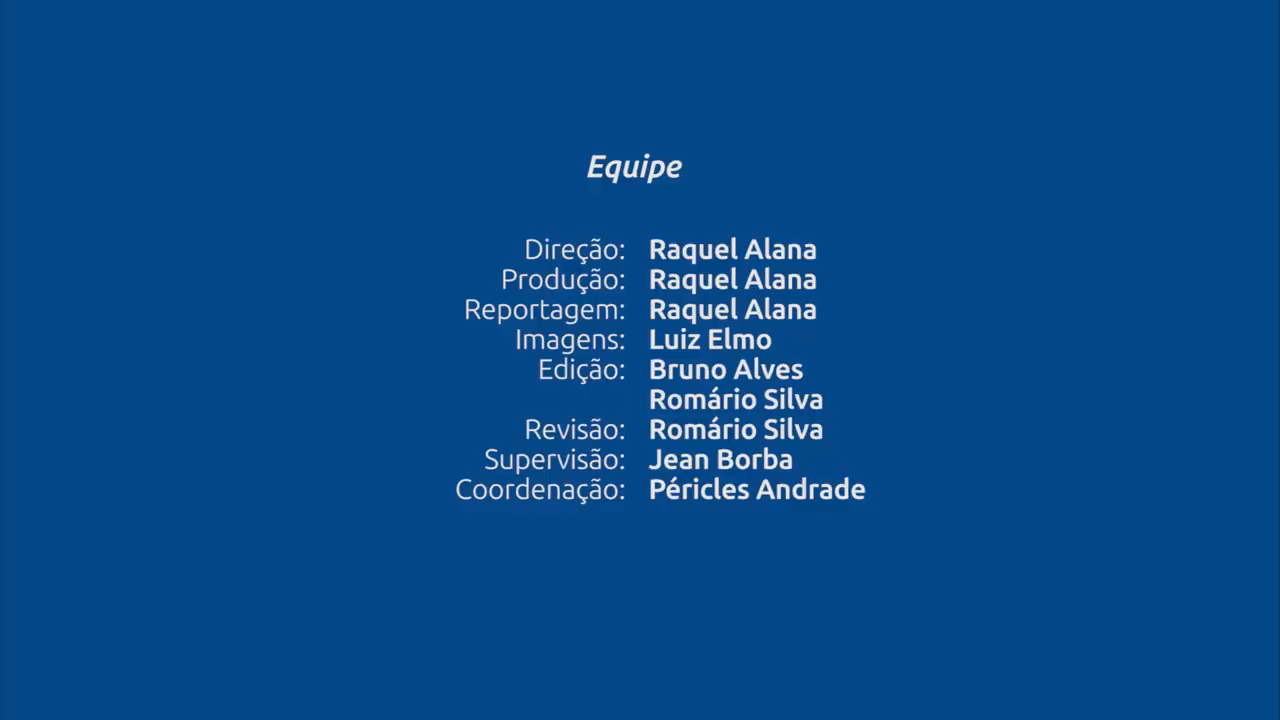 Equipe
Direção: Raquel Alana
Produção: Raquel Alana
Reportagem: Raquel Alana
Imagens: Luiz Elmo
Edição: Bruno Alves
Romário Silva
Revisão: Romário Silva
Supervisão: Jean Borba
Coordenação: Péricles Andrade